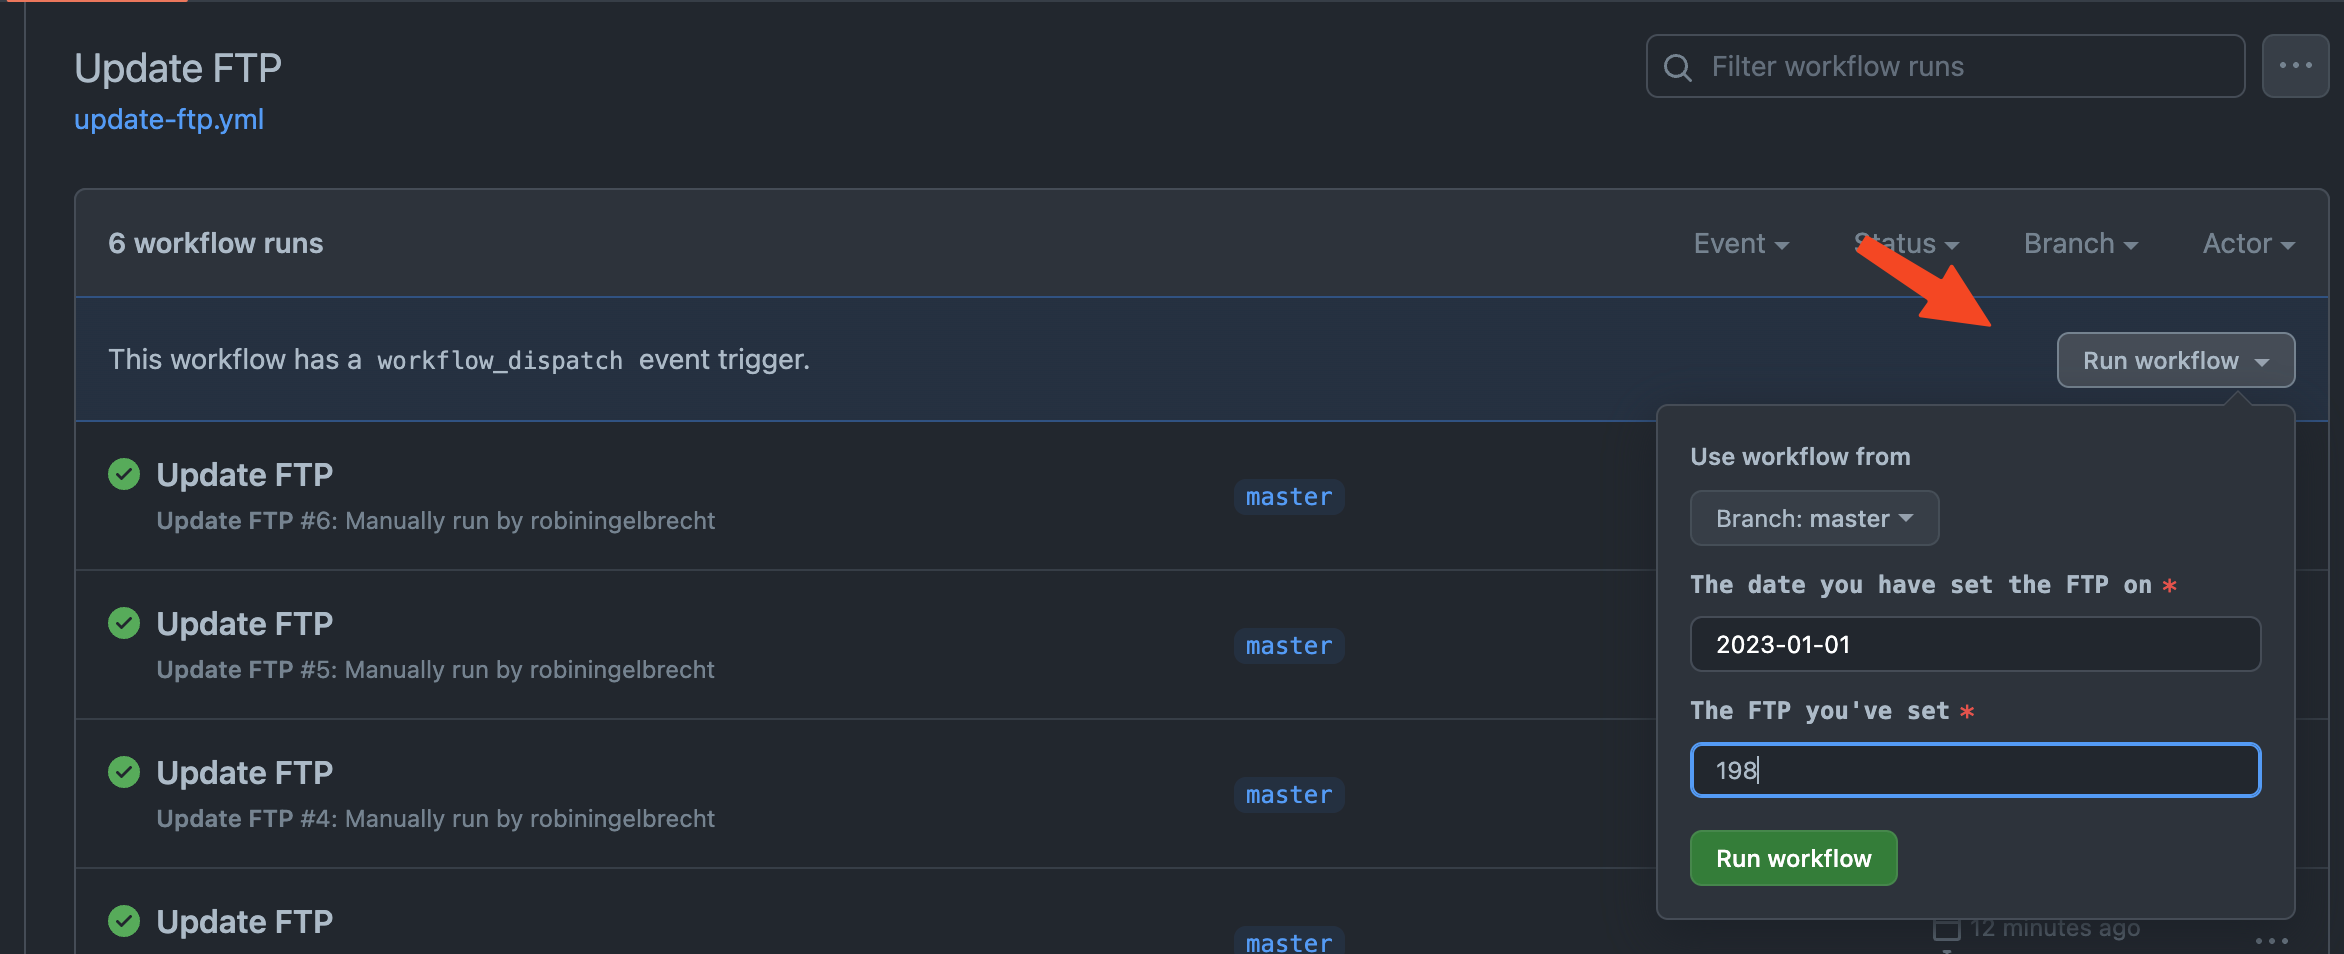 Update FTP
Filter workflow runs
update-ftp.yml
6 workflow runs
Event
Status
Branch
Actor
This workflow has a workflow_dispatch event trigger.
Run workflow
Update FTP
Update FTP #6: Manually run by robiningelbrecht
master
Update FTP
Update FTP #5: Manually run by robiningelbrecht
master
Update FTP
Update FTP #4: Manually run by robiningelbrecht
master
Update FTP
master
12 minutes ago
Use workflow from
Branch: master
The date you have set the FTP on *
2023-01-01
The FTP you've set *
198
Run workflow